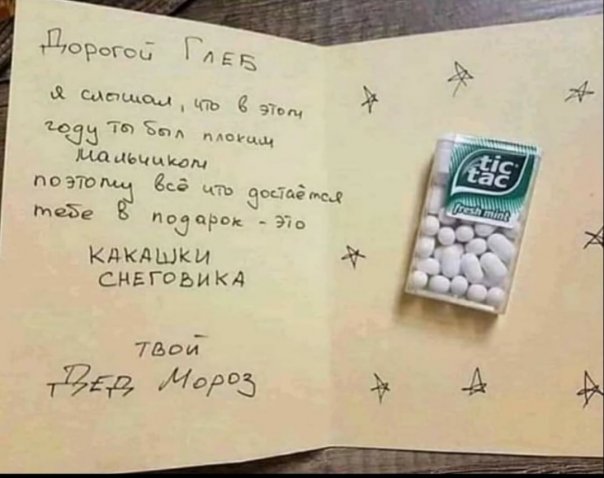 Дорогой Глеб
я слышал, что в этом
году ты был плохим
мальчиком
поэтому всё что достаётся
тебе в подарок - это
КАКАШКИ
СНЕГОВИКА
ТВОЙ
ДЕД МОРОЗ
tic
tac
fresh mint